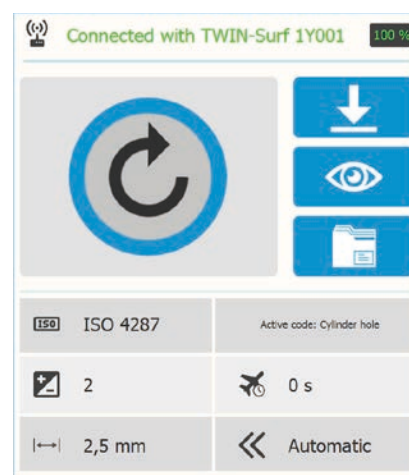 Connected with TWIN-Surf 1Y001 100 %
ISO ISO 4287
Active code: Cylinder hole
2
0 s
2,5 mm
Automatic